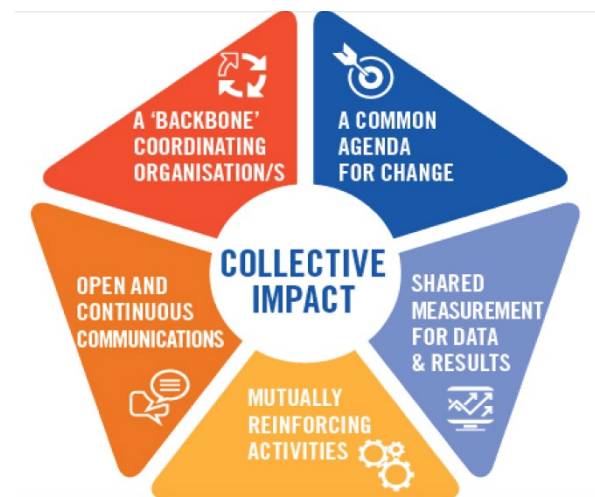 COLLECTIVE
IMPACT
A COMMON
AGENDA
FOR CHANGE
SHARED
MEASUREMENT
FOR DATA
& RESULTS
MUTUALLY
REINFORCING
ACTIVITIES
OPEN AND
CONTINUOUS
COMMUNICATIONS
A ‘BACKBONE’
COORDINATING
ORGANISATION/S